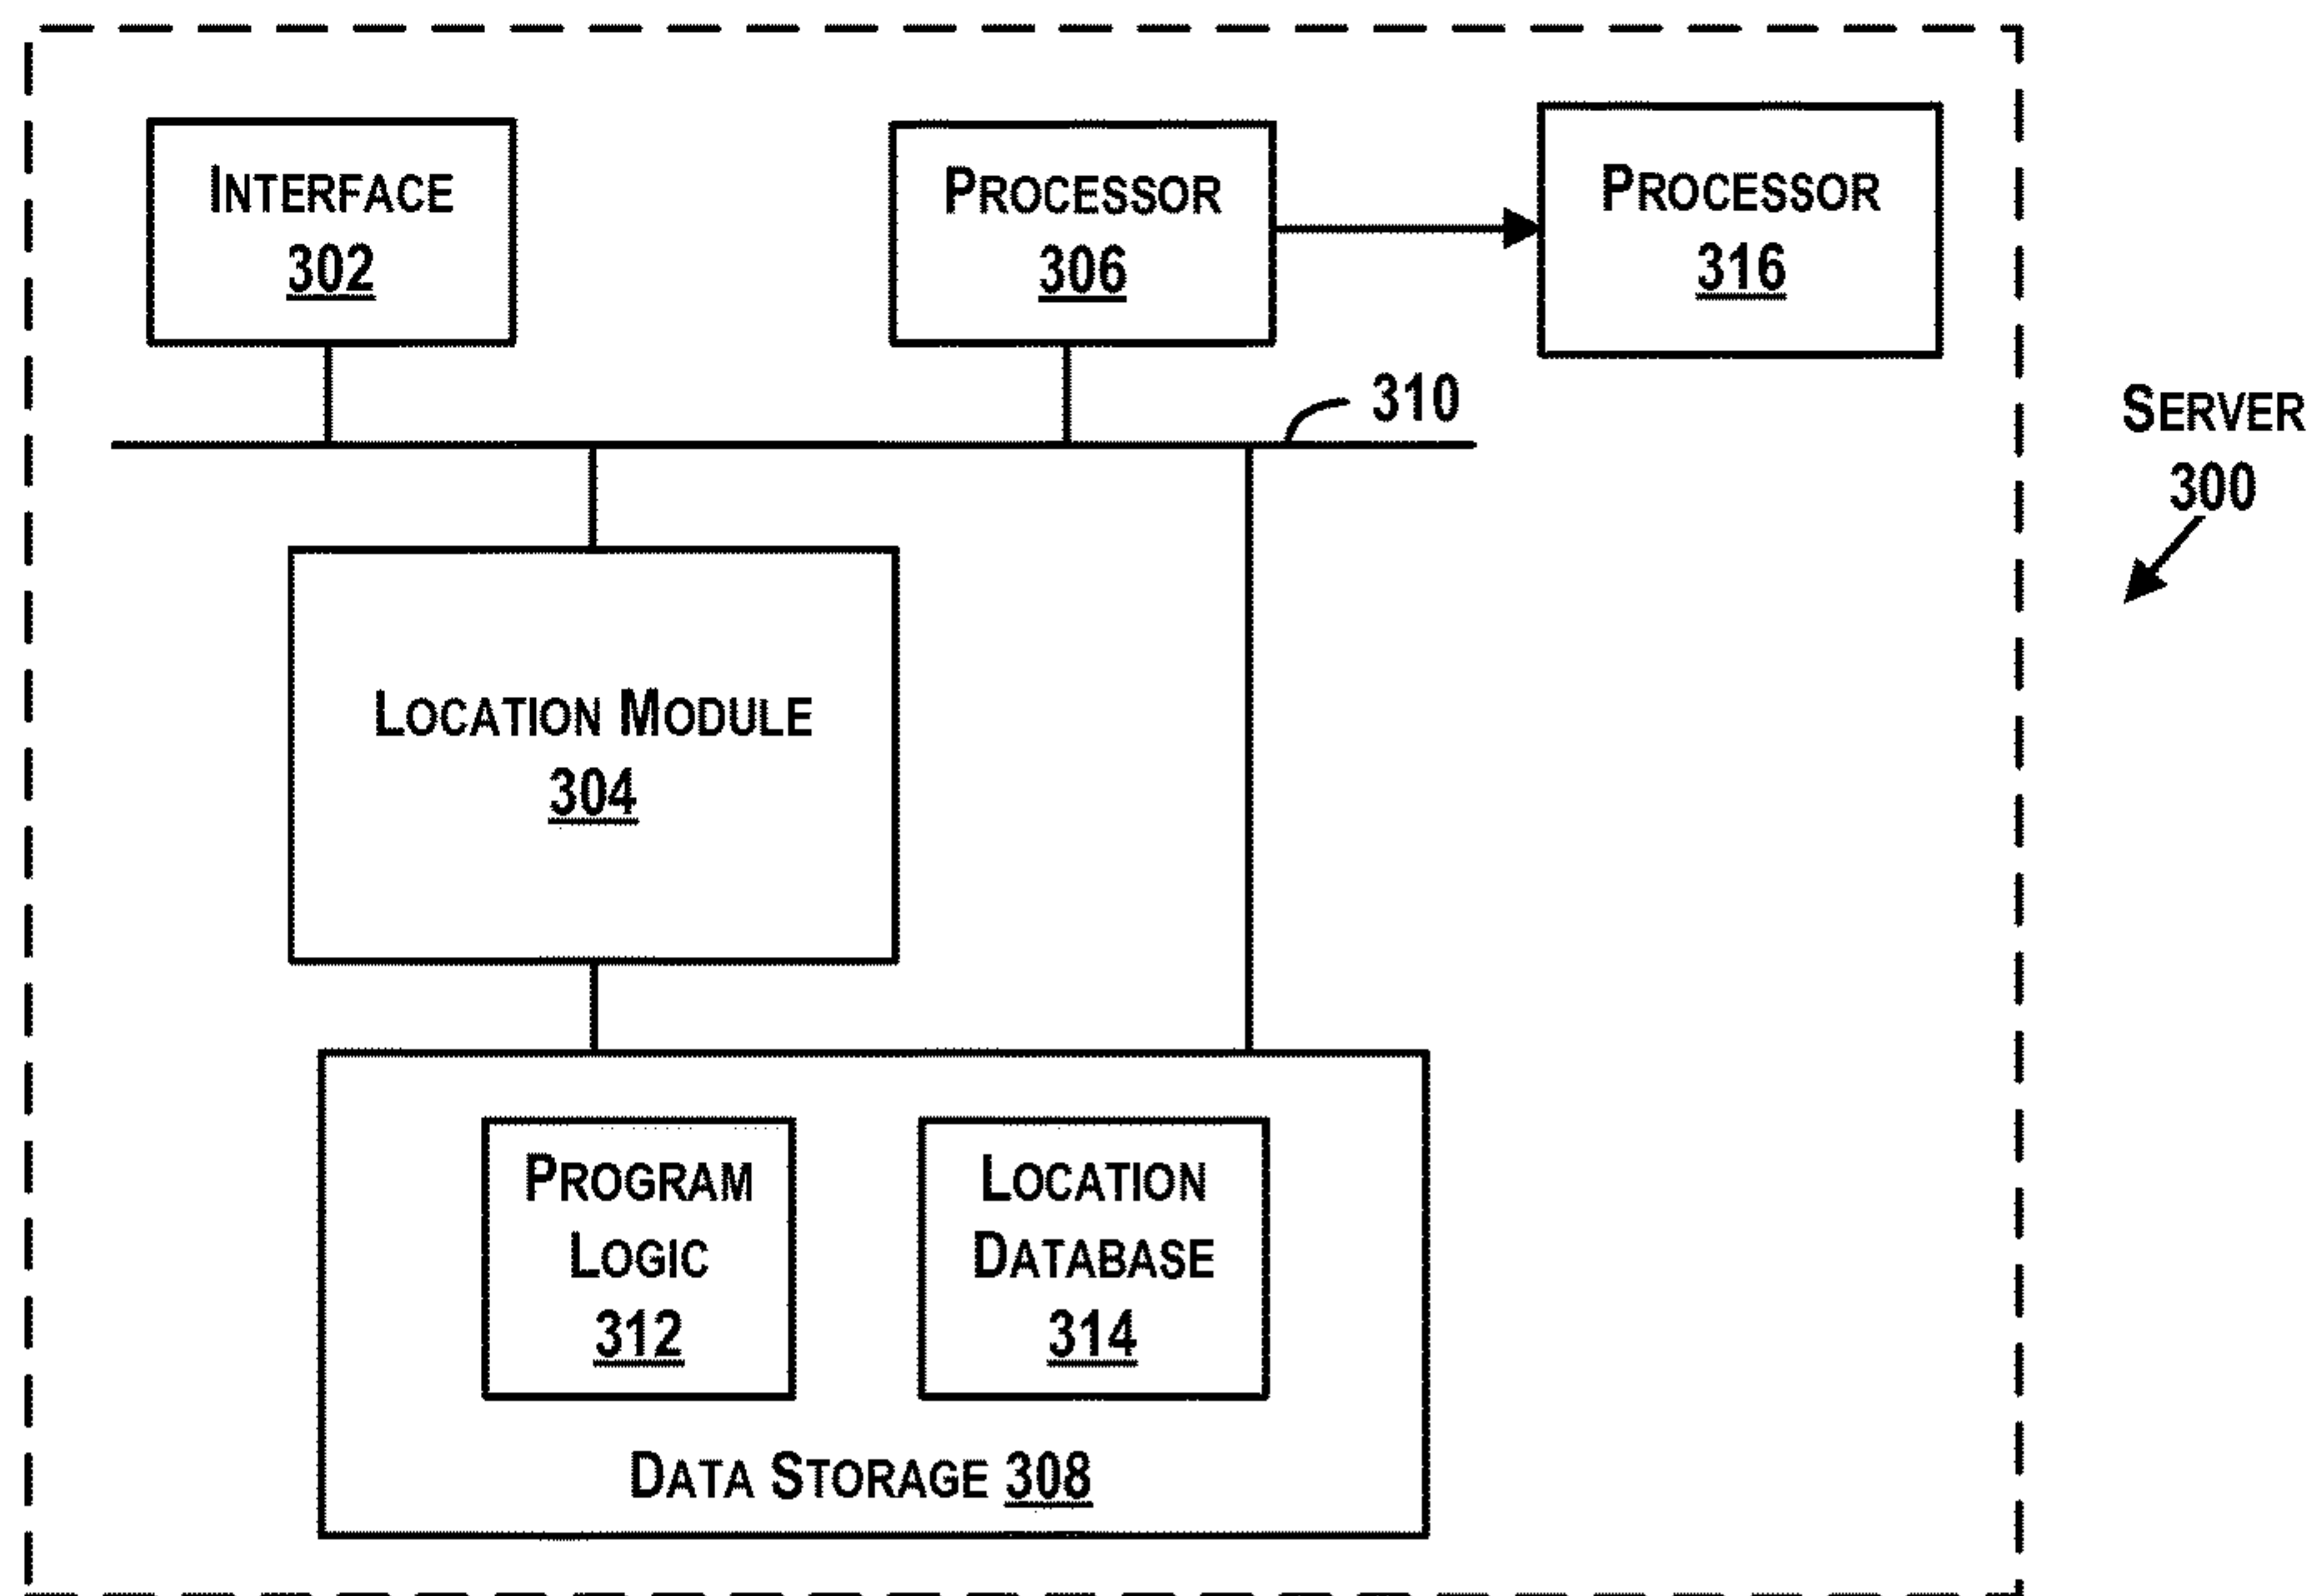 INTERFACE
302
PROCESSOR
306
PROCESSOR
316
310
SERVER
300
LOCATION MODULE
304
PROGRAM
LOGIC
312
LOCATION
DATABASE
314
DATA STORAGE 308